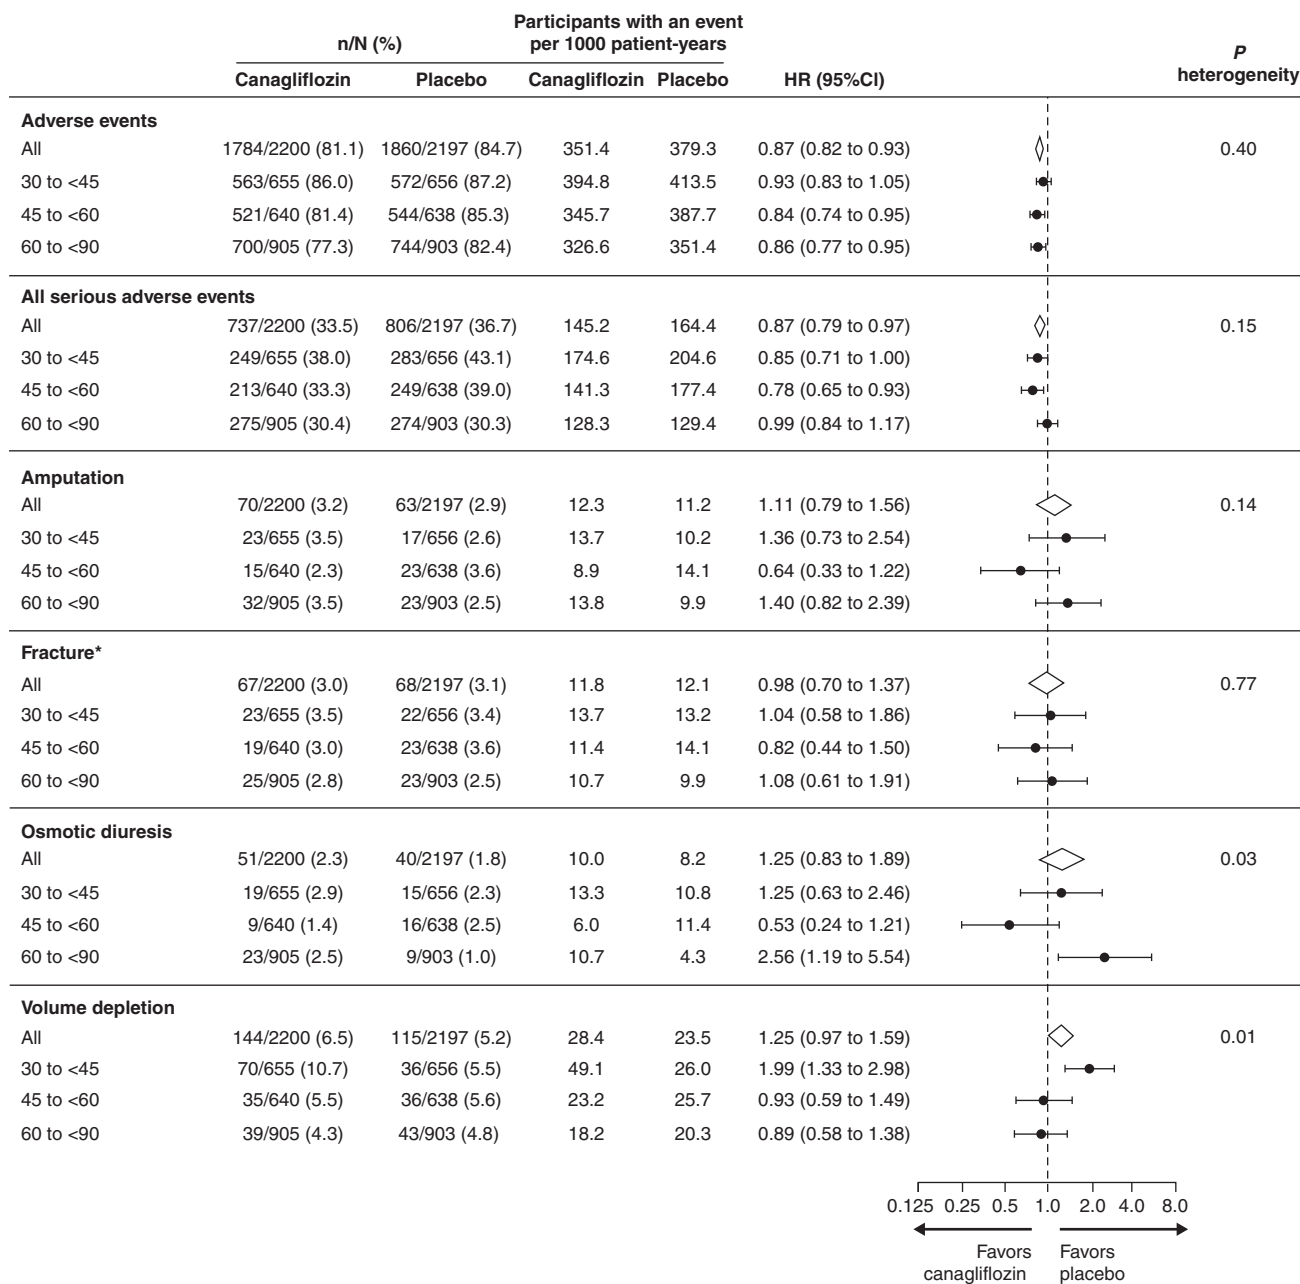 n/N (%) Participants with an event per 1000 patient-years
Canagliflozin Placebo Canagliflozin Placebo HR (95%CI) P heterogeneity
Adverse events
All 1784/2200 (81.1) 1860/2197 (84.7) 351.4 379.3 0.87 (0.82 to 0.93) 0.40
30 to <45 563/655 (86.0) 572/656 (87.2) 394.8 413.5 0.93 (0.83 to 1.05)
45 to <60 521/640 (81.4) 544/638 (85.3) 345.7 387.7 0.84 (0.74 to 0.95)
60 to <90 700/905 (77.3) 744/903 (82.4) 326.6 351.4 0.86 (0.77 to 0.95)
All serious adverse events
All 737/2200 (33.5) 806/2197 (36.7) 145.2 164.4 0.87 (0.79 to 0.97) 0.15
30 to <45 249/655 (38.0) 283/656 (43.1) 174.6 204.6 0.85 (0.71 to 1.00)
45 to <60 213/640 (33.3) 249/638 (39.0) 141.3 177.4 0.78 (0.65 to 0.93)
60 to <90 275/905 (30.4) 274/903 (30.3) 128.3 129.4 0.99 (0.84 to 1.17)
Amputation
All 70/2200 (3.2) 63/2197 (2.9) 12.3 11.2 1.11 (0.79 to 1.56) 0.14
30 to <45 23/655 (3.5) 17/656 (2.6) 13.7 10.2 1.36 (0.73 to 2.54)
45 to <60 15/640 (2.3) 23/638 (3.6) 8.9 14.1 0.64 (0.33 to 1.22)
60 to <90 32/905 (3.5) 23/903 (2.5) 13.8 9.9 1.40 (0.82 to 2.39)
Fracture*
All 67/2200 (3.0) 68/2197 (3.1) 11.8 12.1 0.98 (0.70 to 1.37) 0.77
30 to <45 23/655 (3.5) 22/656 (3.4) 13.7 13.2 1.04 (0.58 to 1.86)
45 to <60 19/640 (3.0) 23/638 (3.6) 11.4 14.1 0.82 (0.44 to 1.50)
60 to <90 25/905 (2.8) 23/903 (2.5) 10.7 9.9 1.08 (0.61 to 1.91)
Osmotic diuresis
All 51/2200 (2.3) 40/2197 (1.8) 10.0 8.2 1.25 (0.83 to 1.89) 0.03
30 to <45 19/655 (2.9) 15/656 (2.3) 13.3 10.8 1.25 (0.63 to 2.46)
45 to <60 9/640 (1.4) 16/638 (2.5) 6.0 11.4 0.53 (0.24 to 1.21)
60 to <90 23/905 (2.5) 9/903 (1.0) 10.7 4.3 2.56 (1.19 to 5.54)
Volume depletion
All 144/2200 (6.5) 115/2197 (5.2) 28.4 23.5 1.25 (0.97 to 1.59) 0.01
30 to <45 70/655 (10.7) 36/656 (5.5) 49.1 26.0 1.99 (1.33 to 2.98)
45 to <60 35/640 (5.5) 36/638 (5.6) 23.2 25.7 0.93 (0.59 to 1.49)
60 to <90 39/905 (4.3) 43/903 (4.8) 18.2 20.3 0.89 (0.58 to 1.38)
0.125 0.25 0.5 1.0 2.0 4.0 8.0
Favors canagliflozin Favors placebo